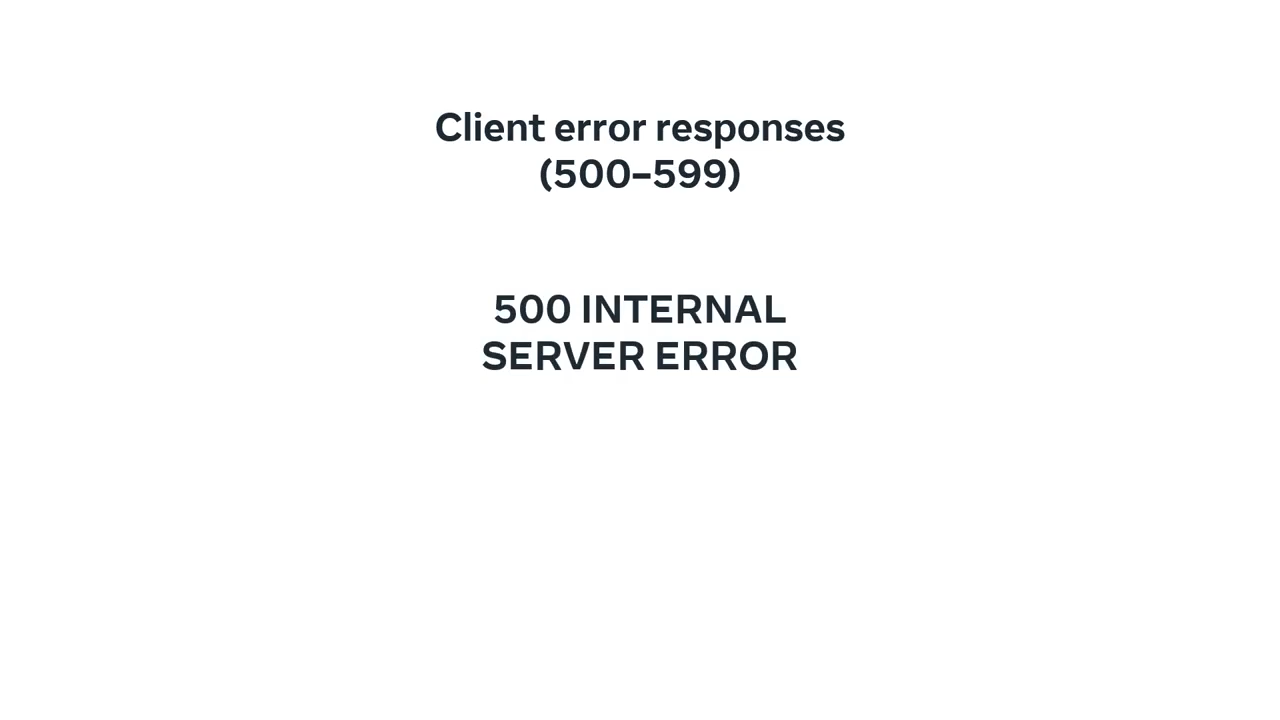 Client error responses
(500–599)
500 INTERNAL
SERVER ERROR